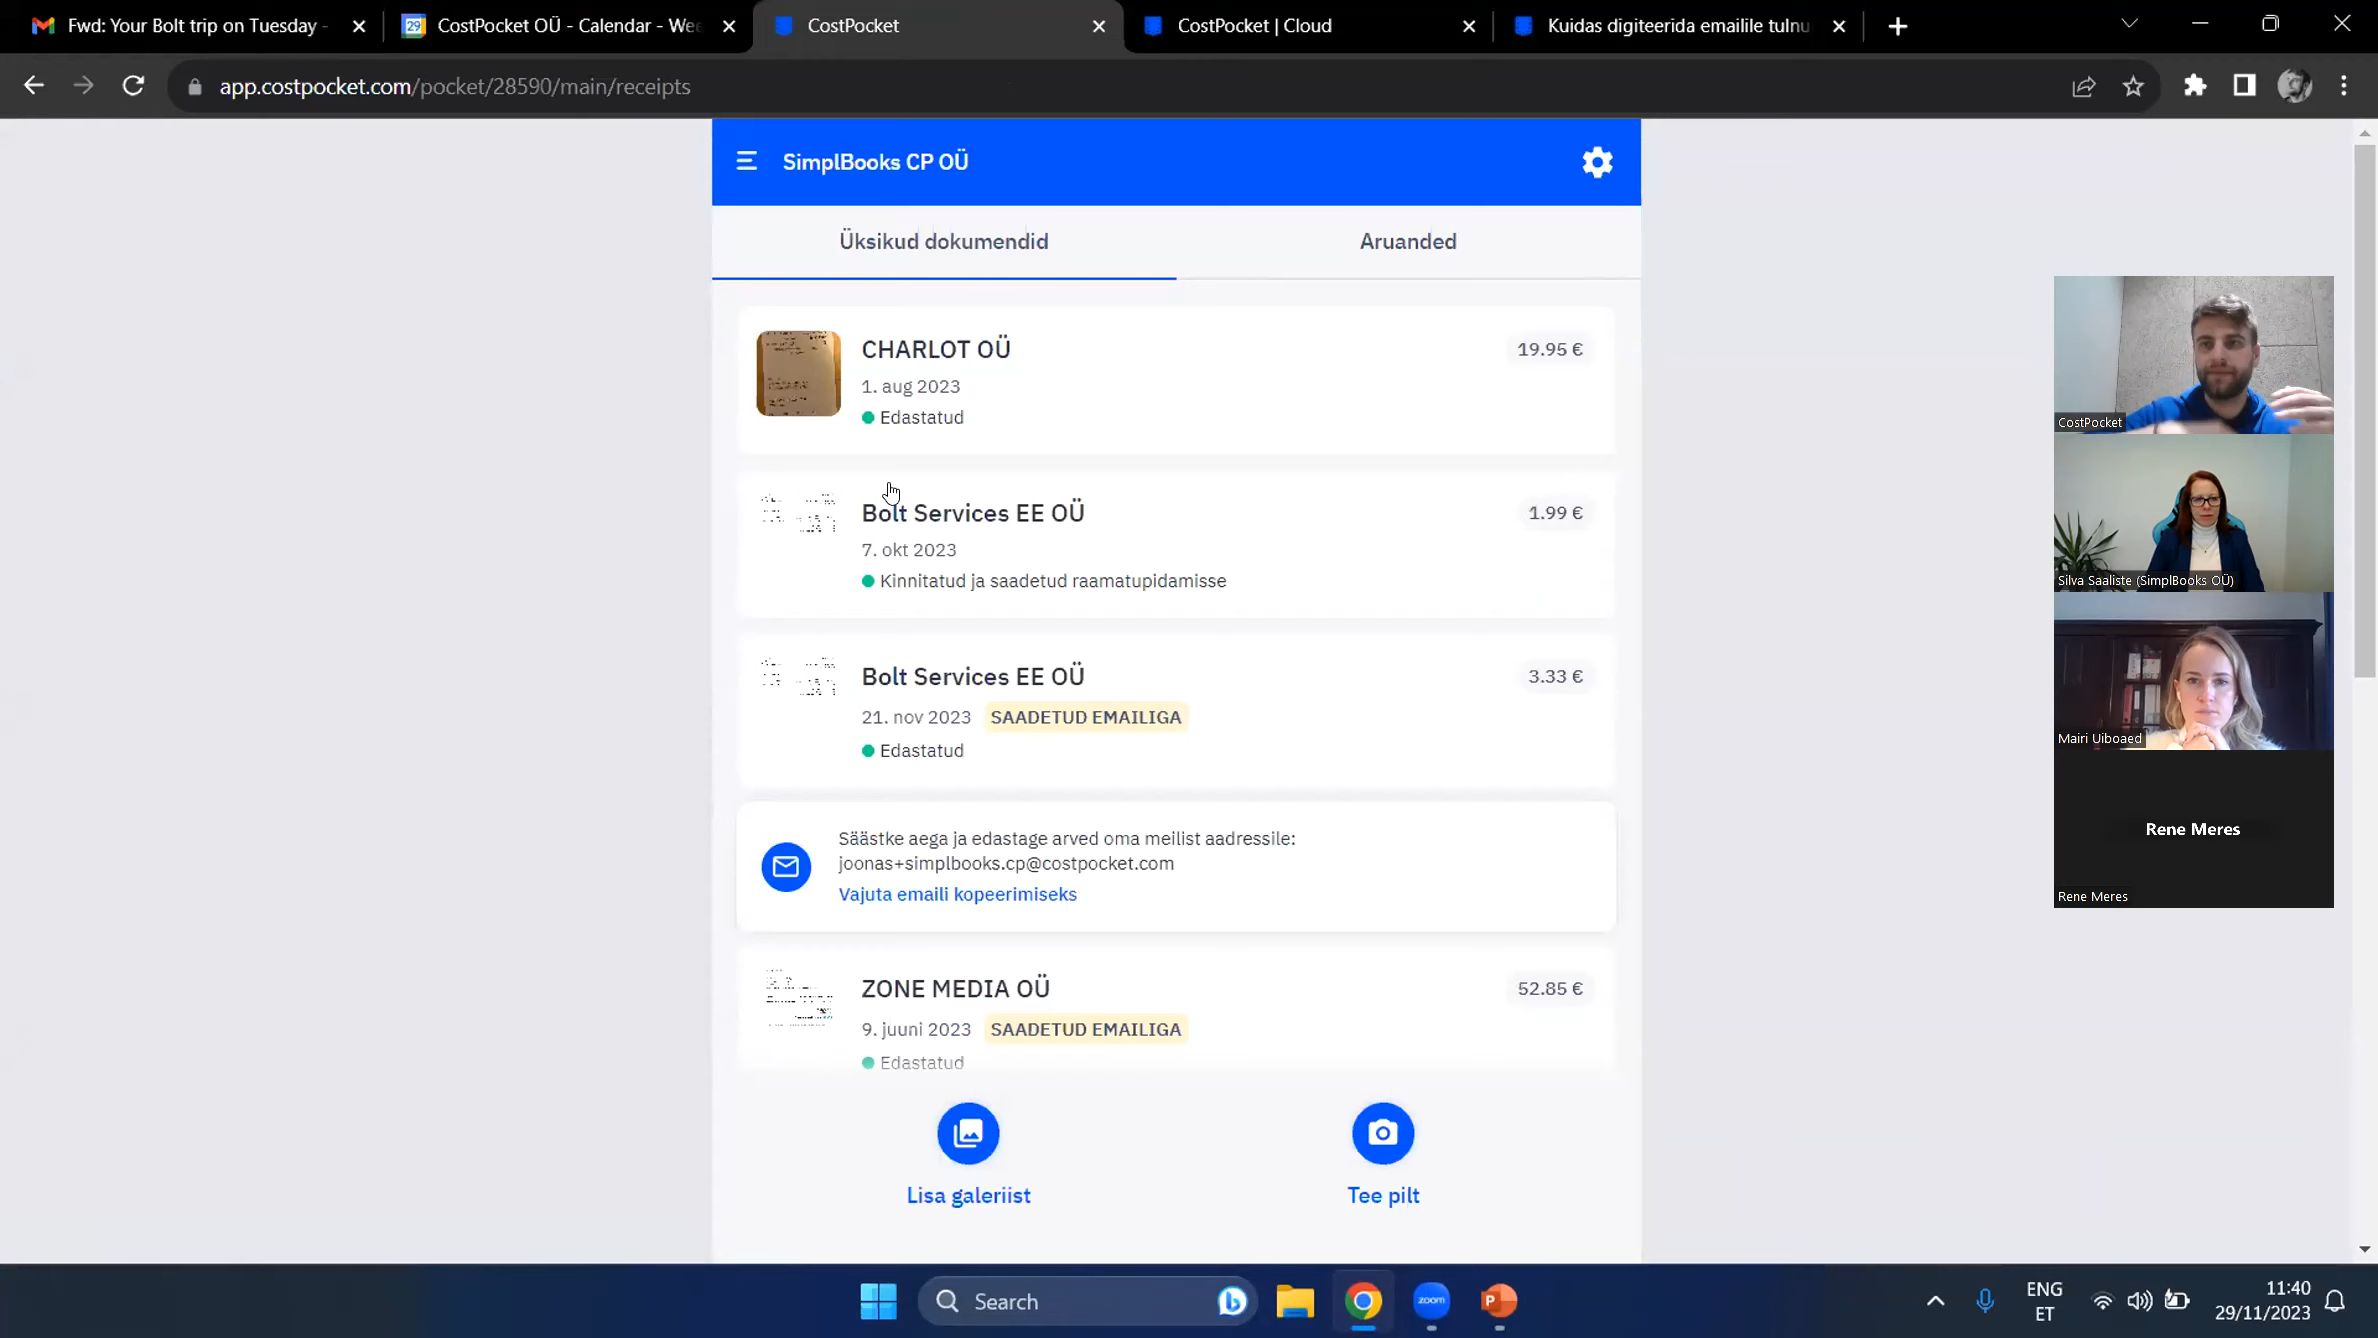 Fwd: Your Bolt trip on Tuesday -
CostPocket OÜ - Calendar - Wee
CostPocket
CostPocket | Cloud
Kuidas digiteerida emailile tulnu
app.costpocket.com/pocket/28590/main/receipts
SimplBooks CP OÜ
Üksikud dokumendid
Aruanded
CHARLOT OÜ
19.95 €
1. aug 2023
Edastatud
Bolt Services EE OÜ
1.99 €
7. okt 2023
Kinnitatud ja saadetud raamatupidamisse
Bolt Services EE OÜ
3.33 €
21. nov 2023 SAADETUD EMAILIGA
Edastatud
Säästke aega ja edastage arved oma meilist aadressile:
joonas+simplbooks.cp@costpocket.com
Vajuta emaili kopeerimiseks
ZONE MEDIA OÜ
52.85 €
9. juuni 2023 SAADETUD EMAILIGA
Edastatud
Lisa galeriist
Tee pilt
CostPocket
Silva Saaliste (SimplBooks OÜ)
Mairi Uiboaed
Rene Meres
Rene Meres
Search
zoom
ENG
ET
11:40
29/11/2023